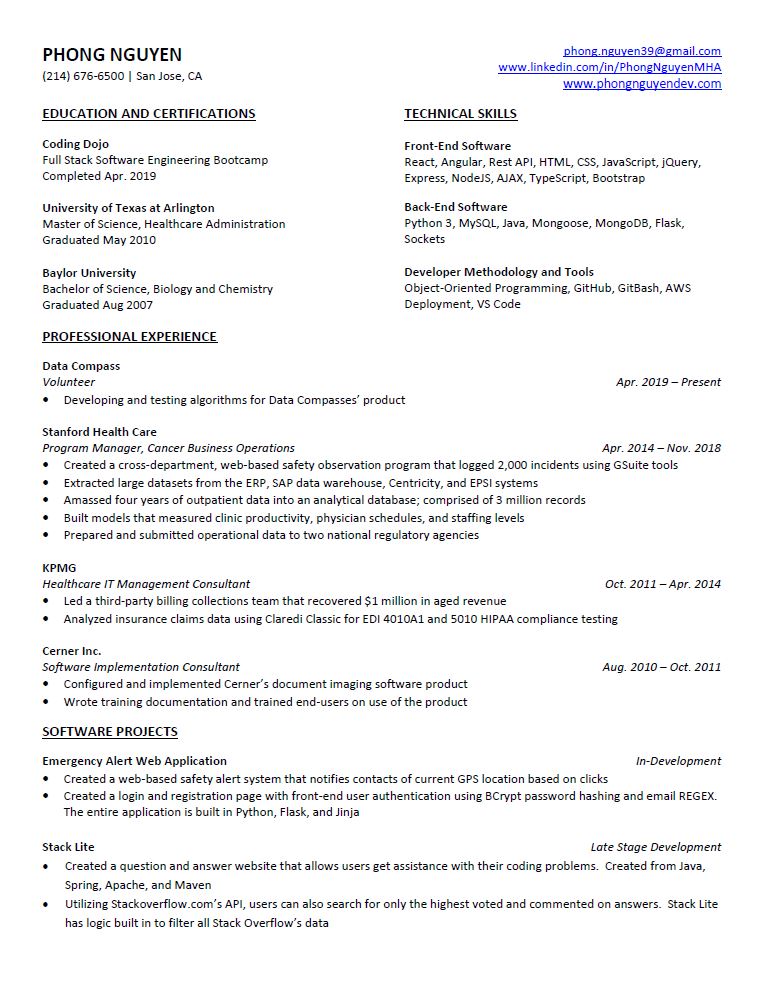 PHONG NGUYEN
(214) 676-6500 | San Jose, CA
phong.nguyen39@gmail.com
www.linkedin.com/in/PhongNguyenMHA
www.phongnguyendev.com
EDUCATION AND CERTIFICATIONS
Coding Dojo
Full Stack Software Engineering Bootcamp
Completed Apr. 2019
University of Texas at Arlington
Master of Science, Healthcare Administration
Graduated May 2010
Baylor University
Bachelor of Science, Biology and Chemistry
Graduated Aug 2007
TECHNICAL SKILLS
Front-End Software
React, Angular, Rest API, HTML, CSS, JavaScript, jQuery,
Express, NodeJS, AJAX, TypeScript, Bootstrap
Back-End Software
Python 3, MySQL, Java, Mongoose, MongoDB, Flask,
Sockets
Developer Methodology and Tools
Object-Oriented Programming, GitHub, GitBash, AWS
Deployment, VS Code
PROFESSIONAL EXPERIENCE
Data Compass
Volunteer Apr. 2019 – Present
• Developing and testing algorithms for Data Compasses’ product
Stanford Health Care
Program Manager, Cancer Business Operations Apr. 2014 – Nov. 2018
• Created a cross-department, web-based safety observation program that logged 2,000 incidents using GSuite tools
• Extracted large datasets from the ERP, SAP data warehouse, Centricity, and EPSI systems
• Amassed four years of outpatient data into an analytical database; comprised of 3 million records
• Built models that measured clinic productivity, physician schedules, and staffing levels
• Prepared and submitted operational data to two national regulatory agencies
KPMG
Healthcare IT Management Consultant Oct. 2011 – Apr. 2014
• Led a third-party billing collections team that recovered $1 million in aged revenue
• Analyzed insurance claims data using Claredi Classic for EDI 4010A1 and 5010 HIPAA compliance testing
Cerner Inc.
Software Implementation Consultant Aug. 2010 – Oct. 2011
• Configured and implemented Cerner’s document imaging software product
• Wrote training documentation and trained end-users on use of the product
SOFTWARE PROJECTS
Emergency Alert Web Application In-Development
• Created a web-based safety alert system that notifies contacts of current GPS location based on clicks
• Created a login and registration page with front-end user authentication using BCrypt password hashing and email REGEX.
The entire application is built in Python, Flask, and Jinja
Stack Lite Late Stage Development
• Created a question and answer website that allows users get assistance with their coding problems. Created from Java,
Spring, Apache, and Maven
• Utilizing Stackoverflow.com’s API, users can also search for only the highest voted and commented on answers. Stack Lite
has logic built in to filter all Stack Overflow’s data